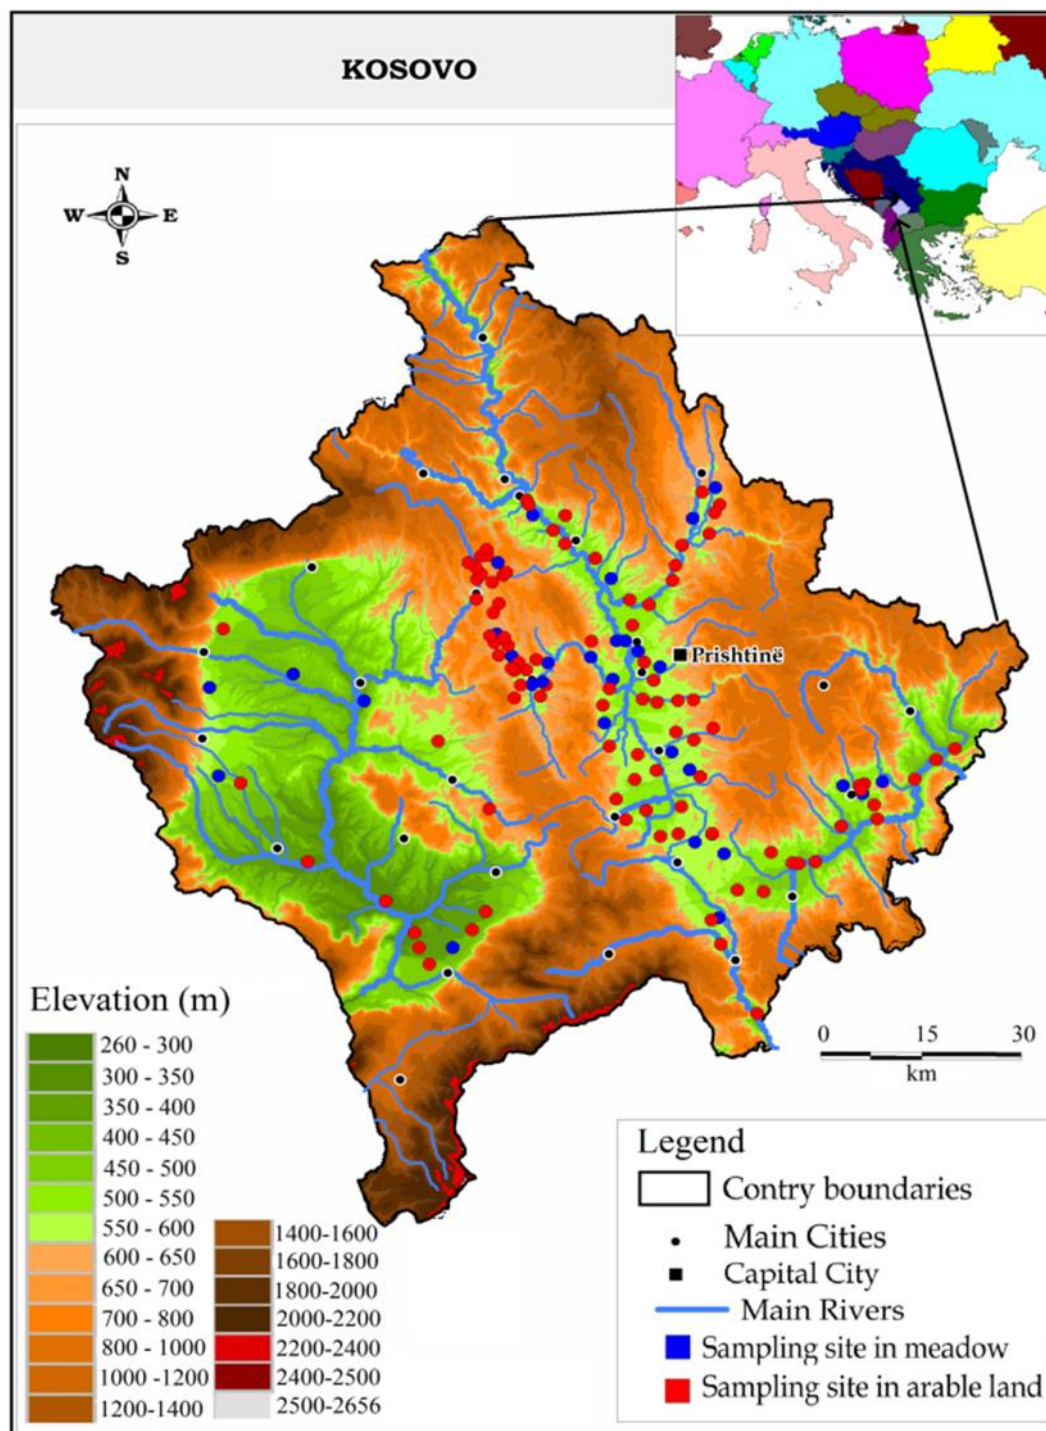 KOSOVO
N
W E
S
Prishtinë
Elevation (m)
260 - 300
300 - 350
350 - 400
400 - 450
450 - 500
500 - 550
550 - 600
600 - 650
650 - 700
700 - 800
800 - 1000
1000 -1200
1200-1400
1400-1600
1600-1800
1800-2000
2000-2200
2200-2400
2400-2500
2500-2656
0 15 30
km
Legend
Contry boundaries
Main Cities
Capital City
Main Rivers
Sampling site in meadow
Sampling site in arable land